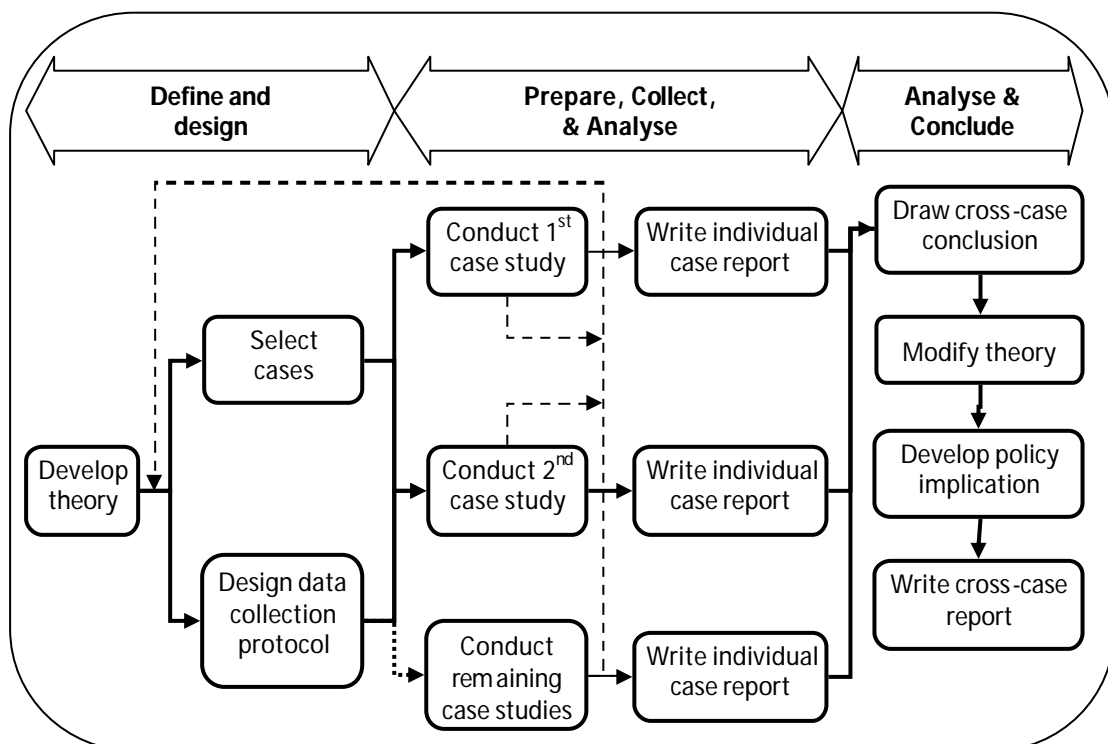 Define and
design
Prepare, Collect,
& Analyse
Analyse &
Conclude
Develop
theory
Select
cases
Design data
collection
protocol
Conduct 1st
case study
Conduct 2nd
case study
Conduct
remaining
case studies
Write individual
case report
Write individual
case report
Write individual
case report
Draw cross-case
conclusion
Modify theory
Develop policy
implication
Write cross-case
report